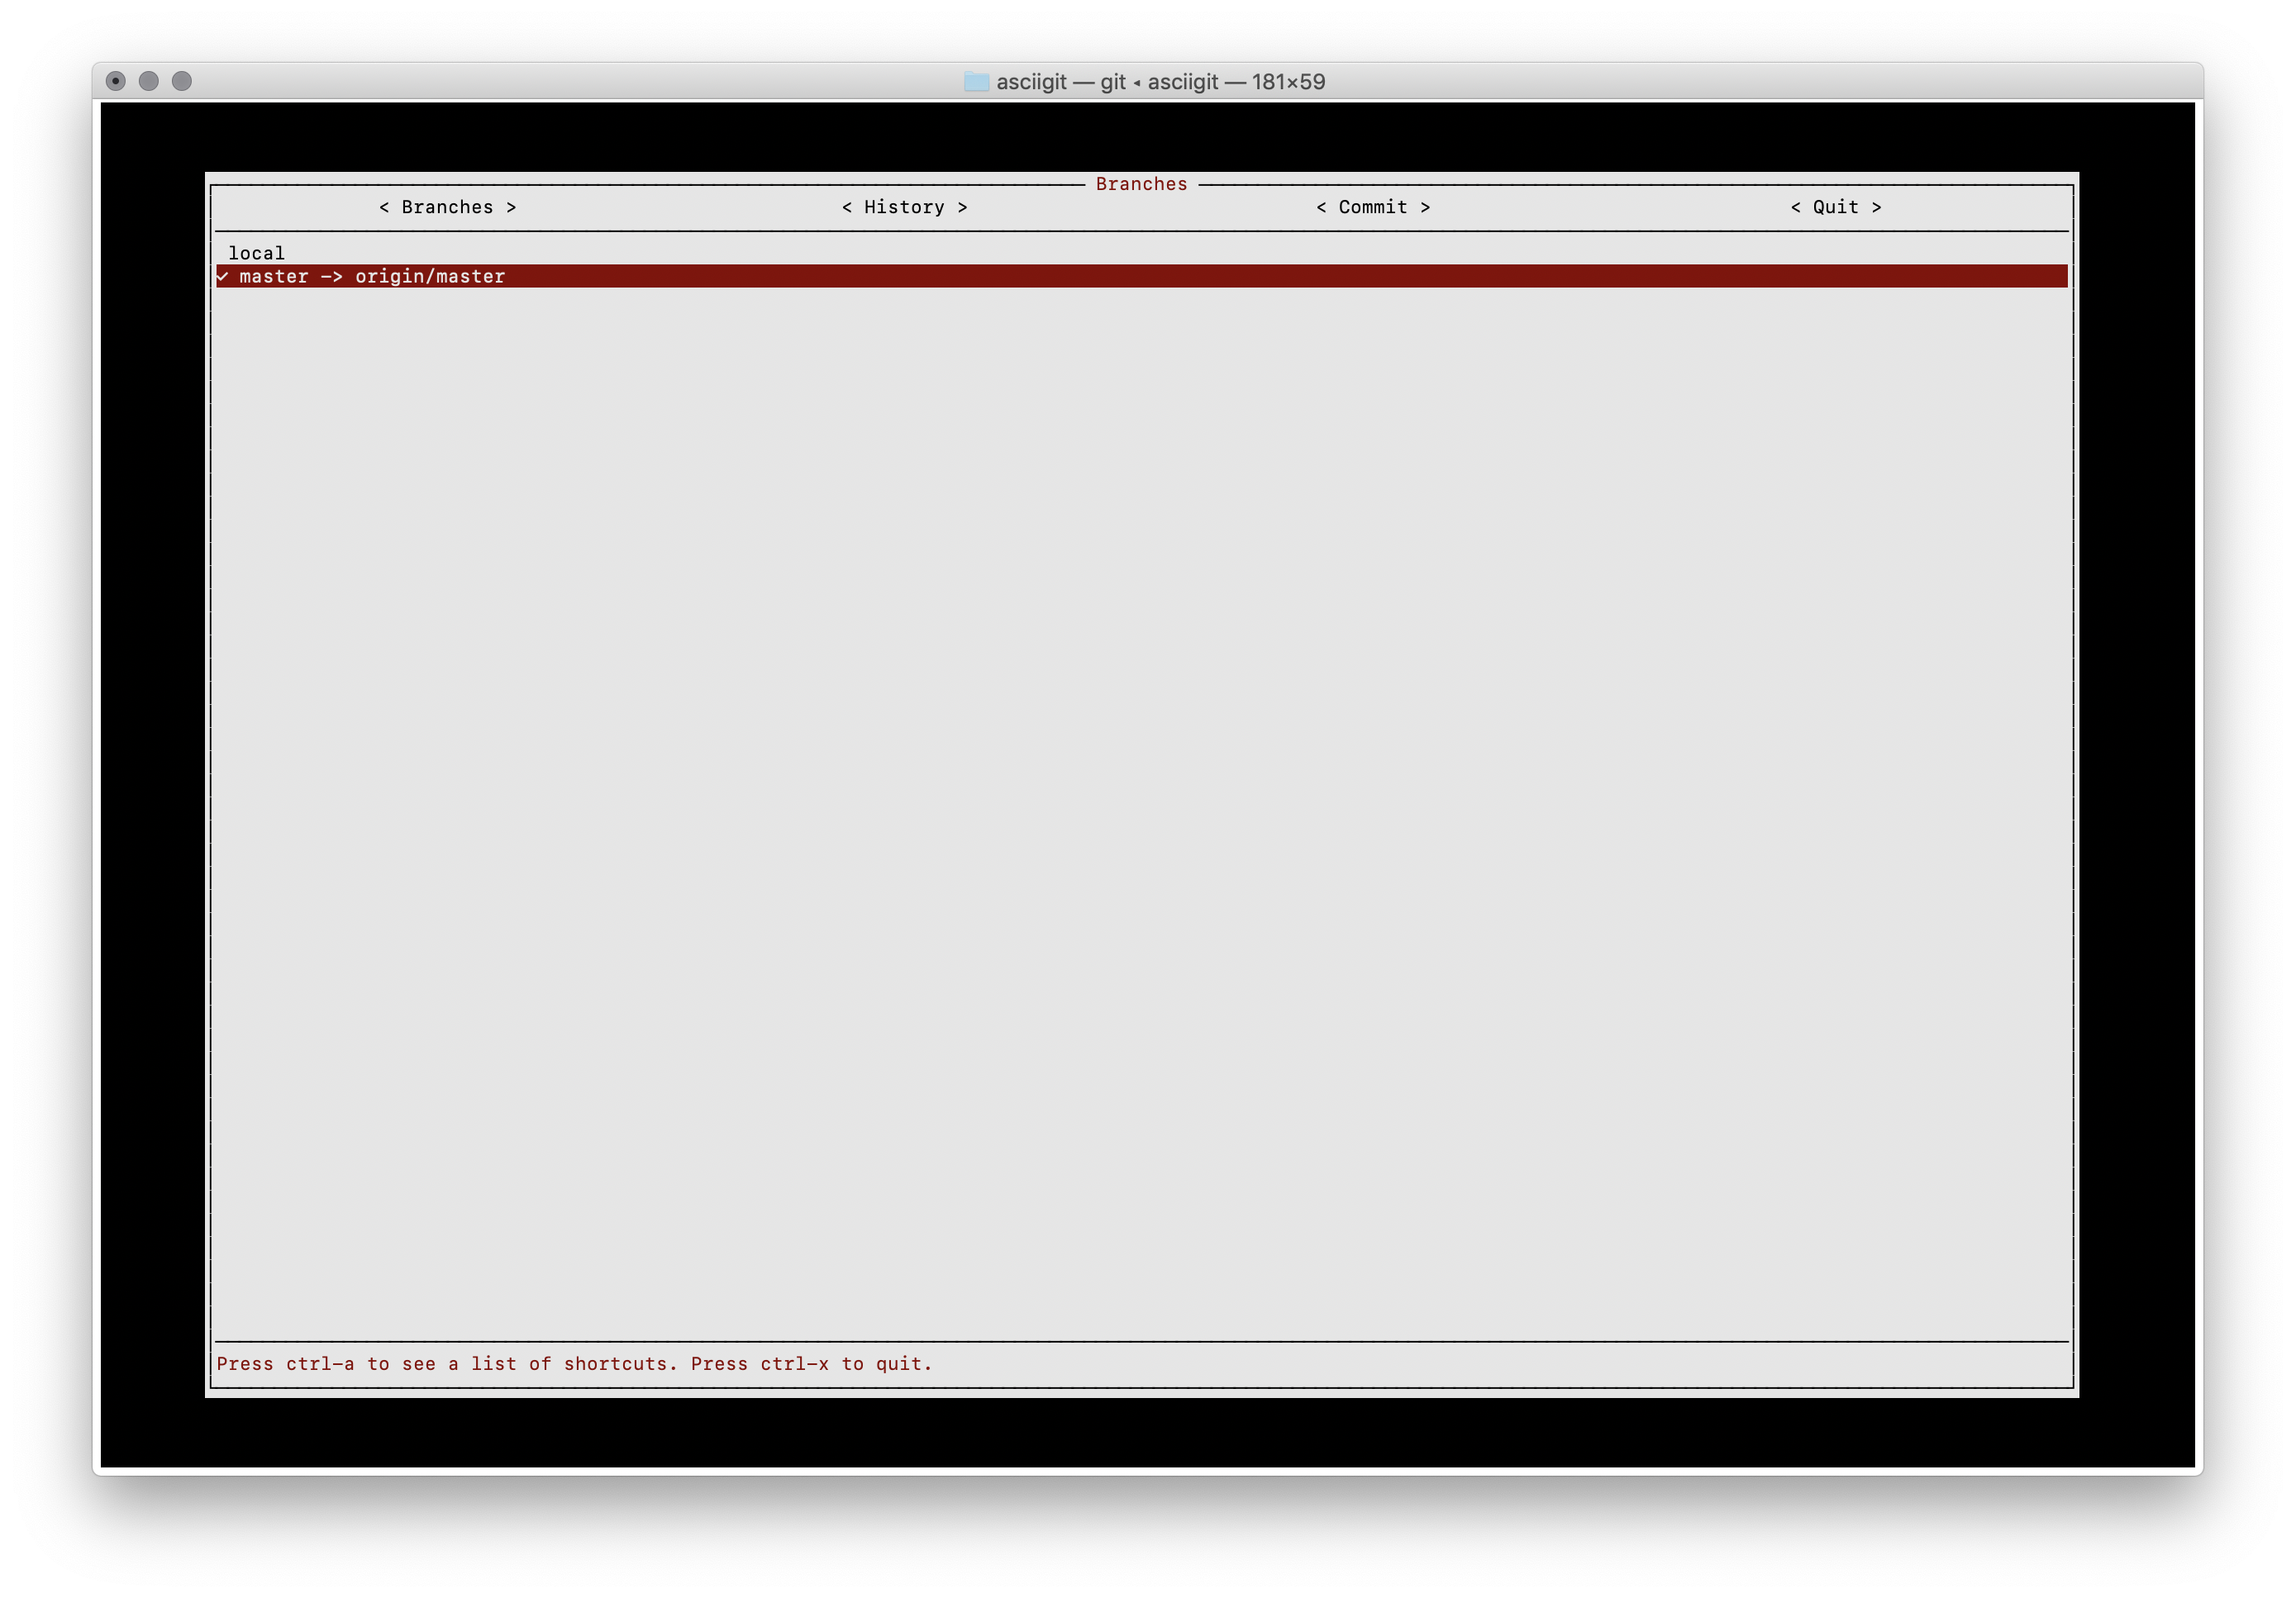 asciigit — git ◂ asciigit — 181×59
Branches
< Branches > < History > < Commit > < Quit >
local
✓ master -> origin/master
Press ctrl-a to see a list of shortcuts. Press ctrl-x to quit.